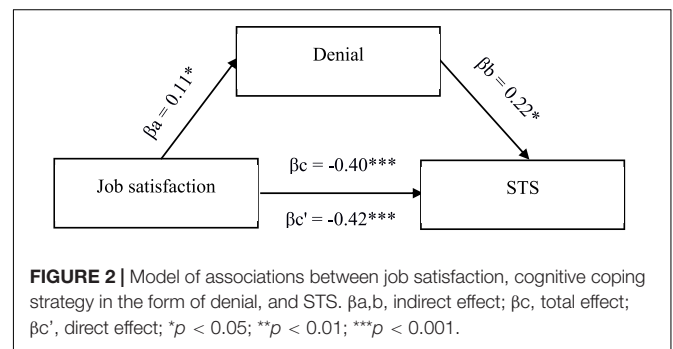 Denial
βa = 0.11*
βb = 0.22*
Job satisfaction
βc = -0.40***
βc' = -0.42***
STS
FIGURE 2 | Model of associations between job satisfaction, cognitive coping
strategy in the form of denial, and STS. βa,b, indirect effect; βc, total effect;
βc’, direct effect; *p < 0.05; **p < 0.01; ***p < 0.001.